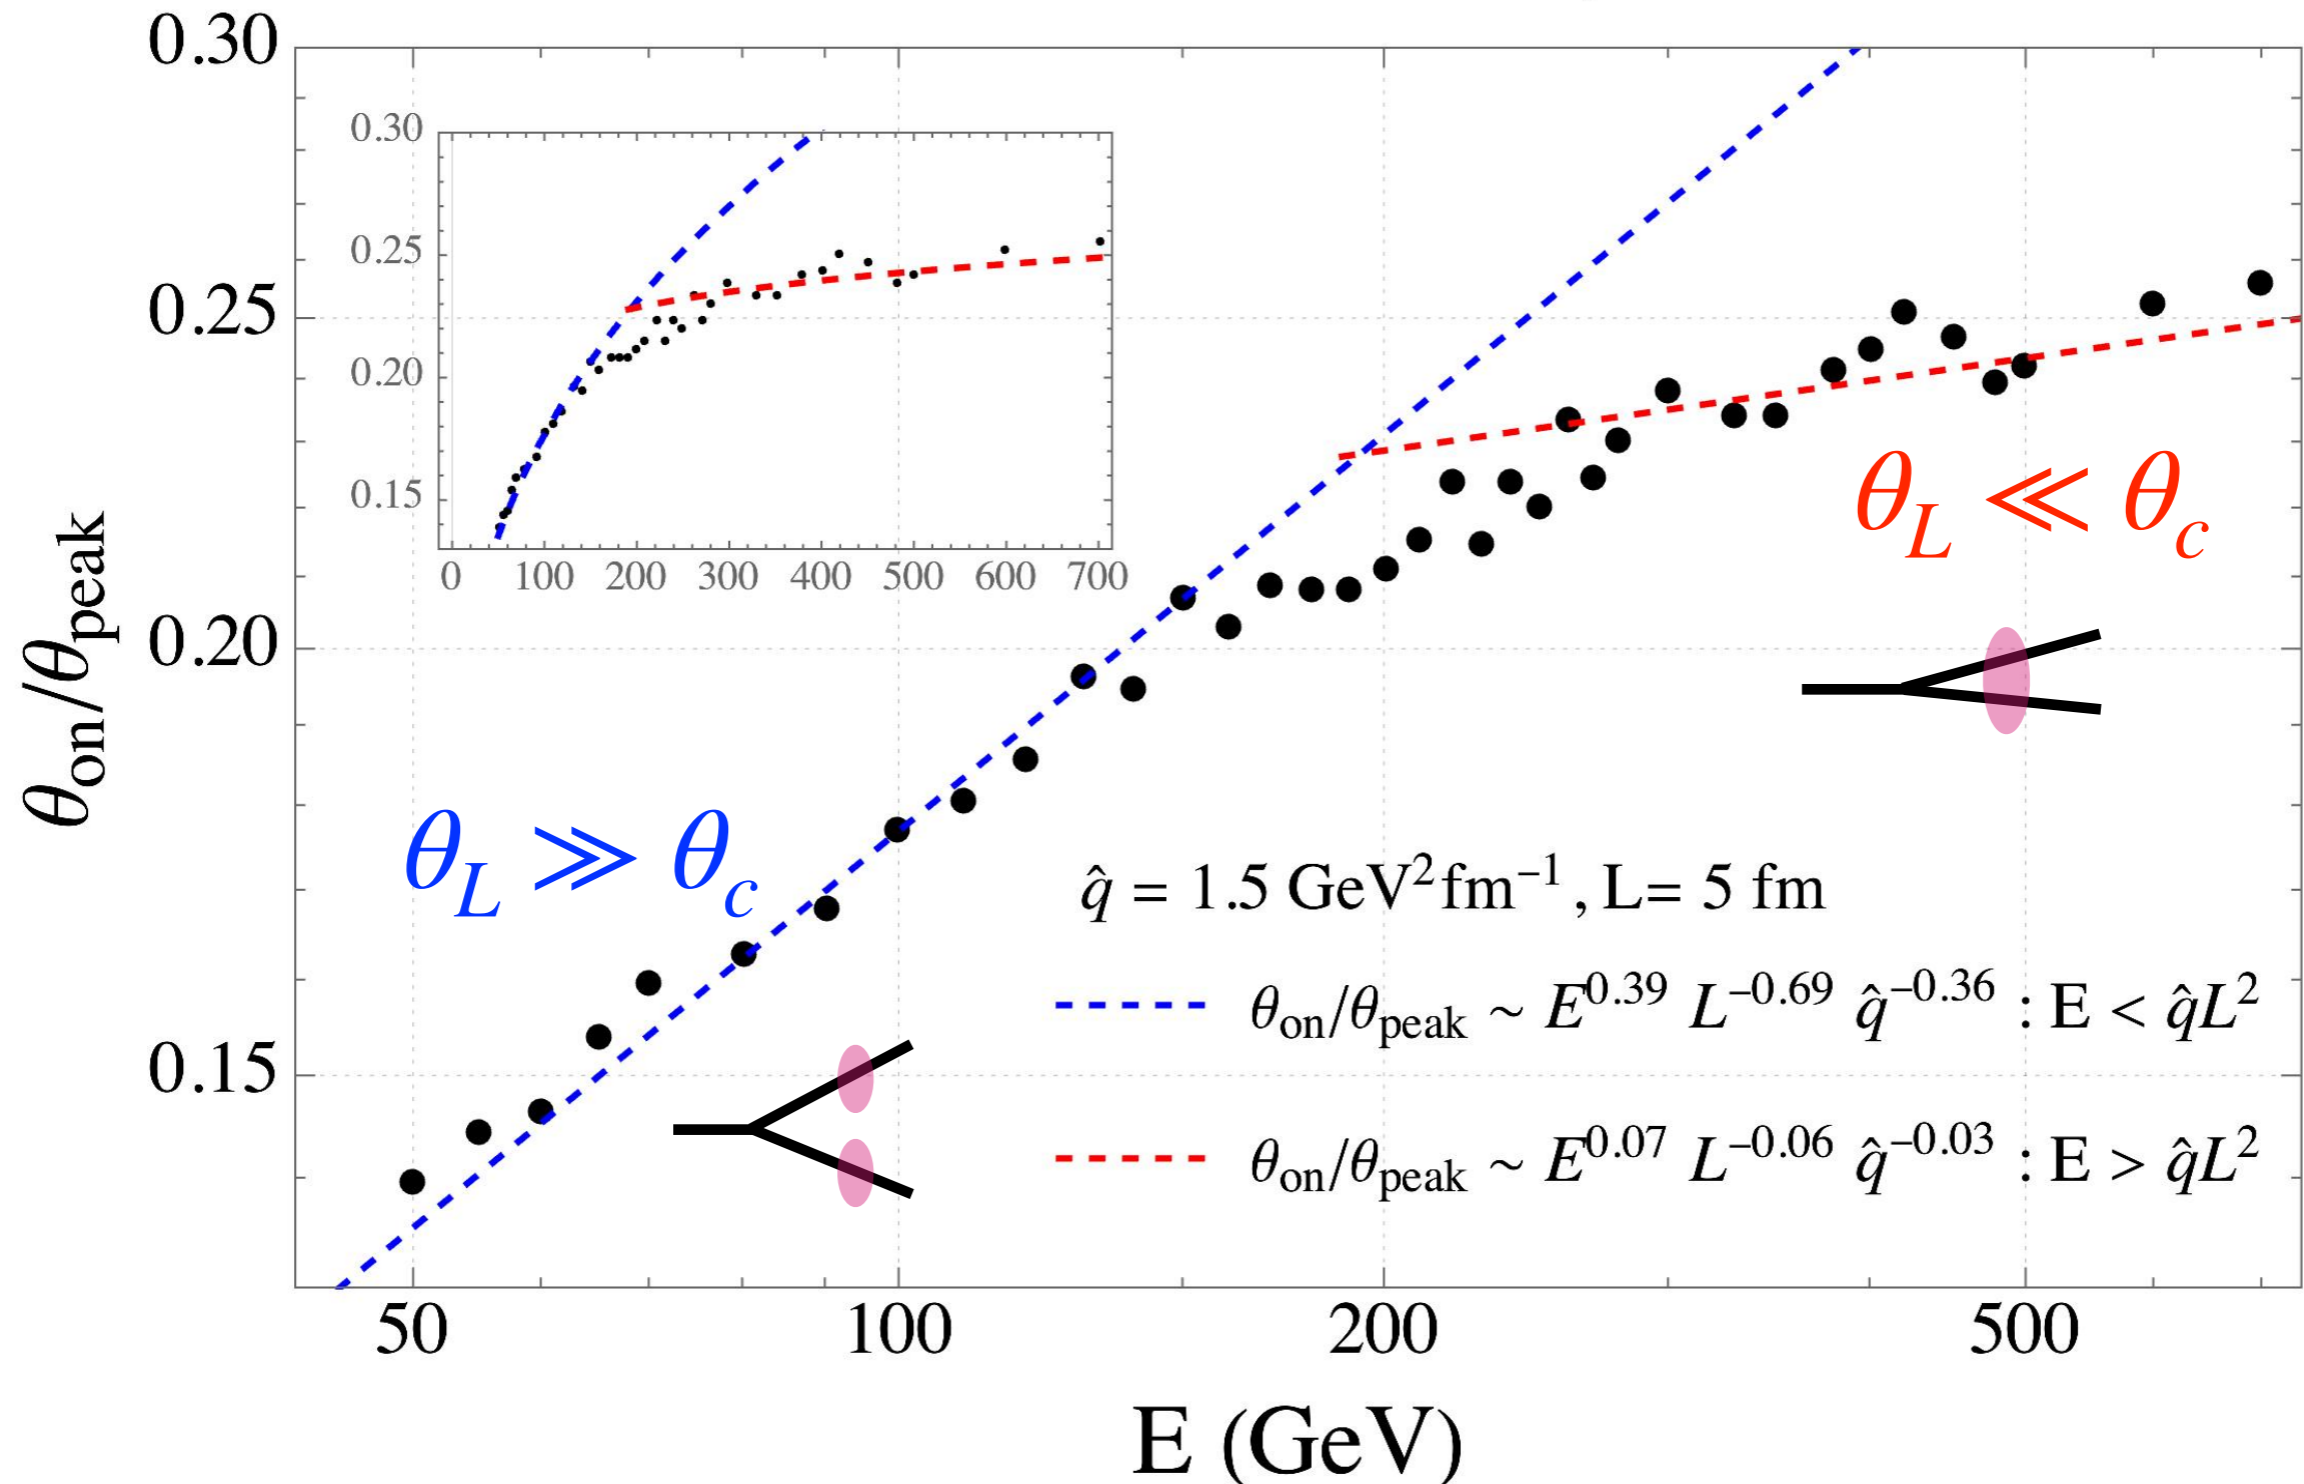 0.30
0.25
0.20
0.15
θon/θpeak
50 100 200 500
E (GeV)
0.30
0.25
0.20
0.15
0 100 200 300 400 500 600 700
θL ≫ θc
θL ≪ θc
q̂ = 1.5 GeV²fm⁻¹, L= 5 fm
θon/θpeak ~ E^0.39 L^−0.69 q̂^−0.36 : E < q̂L²
θon/θpeak ~ E^0.07 L^−0.06 q̂^−0.03 : E > q̂L²